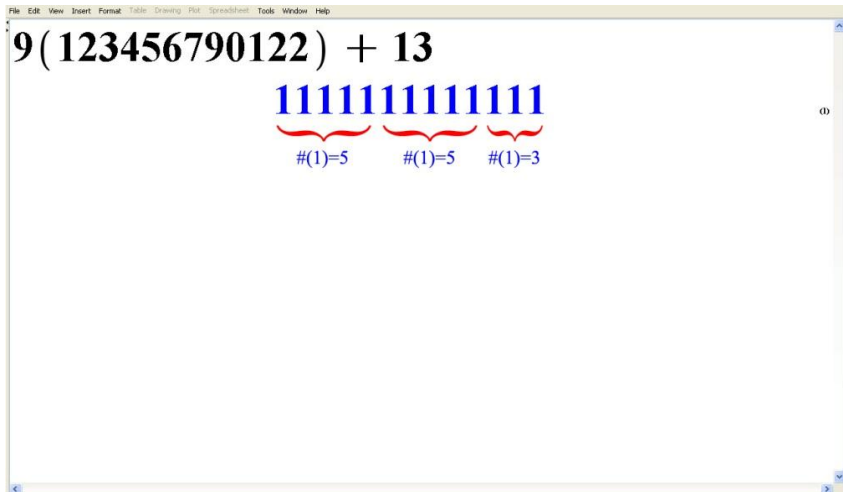 File Edit View Insert Format Table Drawing Plot Spreadsheet Tools Window Help
9(123456790122) + 13
1111111111111
(1)
#(1)=5 #(1)=5 #(1)=3